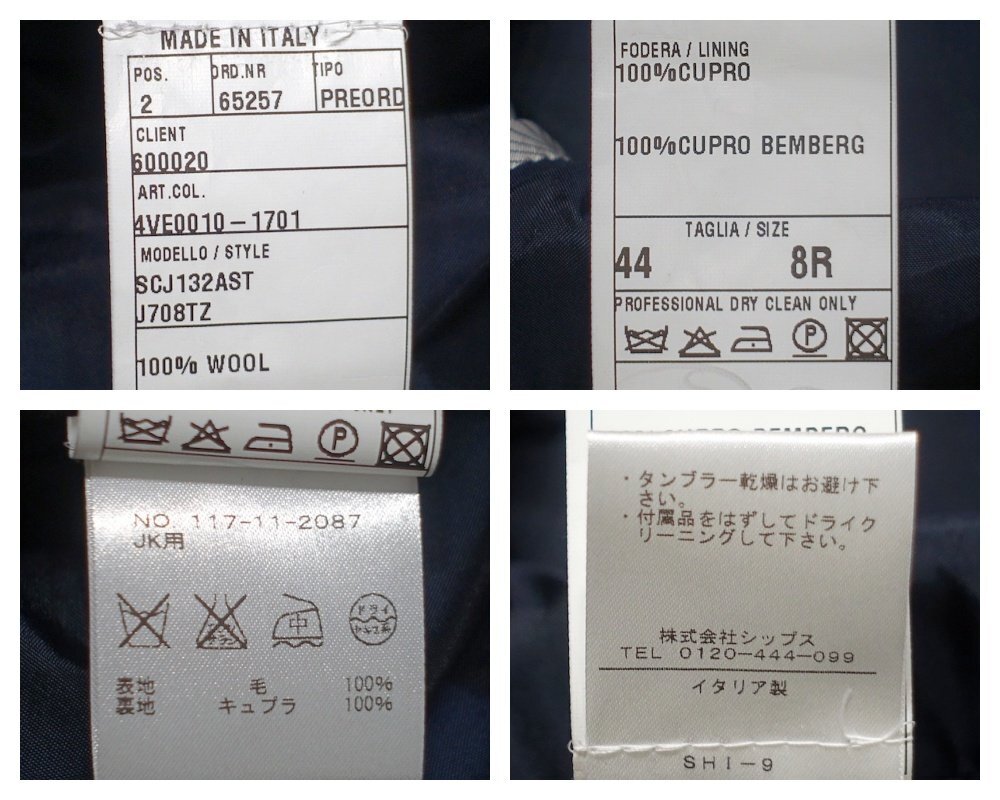 MADE IN ITALY
POS. ORD.NR TIPO
2 65257 PREORD
CLIENT
600020
ART.COL.
4VE0010-1701
MODELLO / STYLE
SCJ132AST
J708TZ
100% WOOL
FODERA / LINING
100%CUPRO
100%CUPRO BEMBERG
TAGLIA / SIZE
44 8R
PROFESSIONAL DRY CLEAN ONLY
P
P
NO. 117-11-2087
JK用
中
ドライ
表地 毛 100%
裏地 キュプラ 100%
CUPRO BEMBERG
・タンブラー乾燥はお避け下
さい。
・付属品をはずしてドライク
リーニングして下さい。
株式会社シップス
TEL 0120-444-099
イタリア製
SHI-9